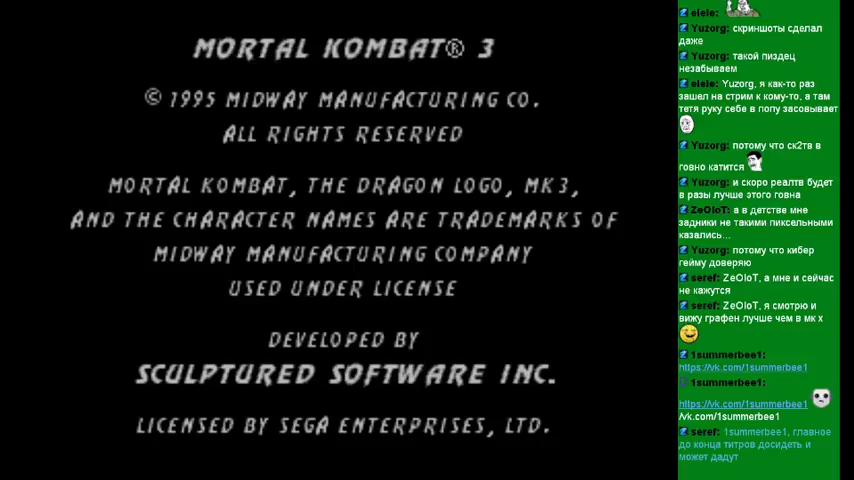 MORTAL KOMBAT® 3
© 1995 MIDWAY MANUFACTURING CO.
ALL RIGHTS RESERVED
MORTAL KOMBAT, THE DRAGON LOGO, MK3,
AND THE CHARACTER NAMES ARE TRADEMARKS OF
MIDWAY MANUFACTURING COMPANY
USED UNDER LICENSE
DEVELOPED BY
SCULPTURED SOFTWARE INC.
LICENSED BY SEGA ENTERPRISES, LTD.
elele:
Yuzorg: скриншоты сделал
даже
Yuzorg: такой пиздец
незабываем
elele: Yuzorg, я как-то раз
зашел на стрим к кому-то, а там
тетя руку себе в попу засовывает
Yuzorg: потому что ск2тв в
говно катится
Yuzorg: и скоро реалтв будет
в разы лучше этого говна
ZeOloT: а в детстве мне
задники не такими пиксельными
казались...
Yuzorg: потому что кибер
гейму доверяю
seref: ZeOloT, а мне и сейчас
не кажутся
seref: ZeOloT, я смотрю и
вижу графен лучше чем в мк х
1summerbee1:
https://vk.com/1summerbee1
1summerbee1:
https://vk.com/1summerbee1
/vk.com/1summerbee1
seref: 1summerbee1, главное
до конца титров досидеть и
может дадут